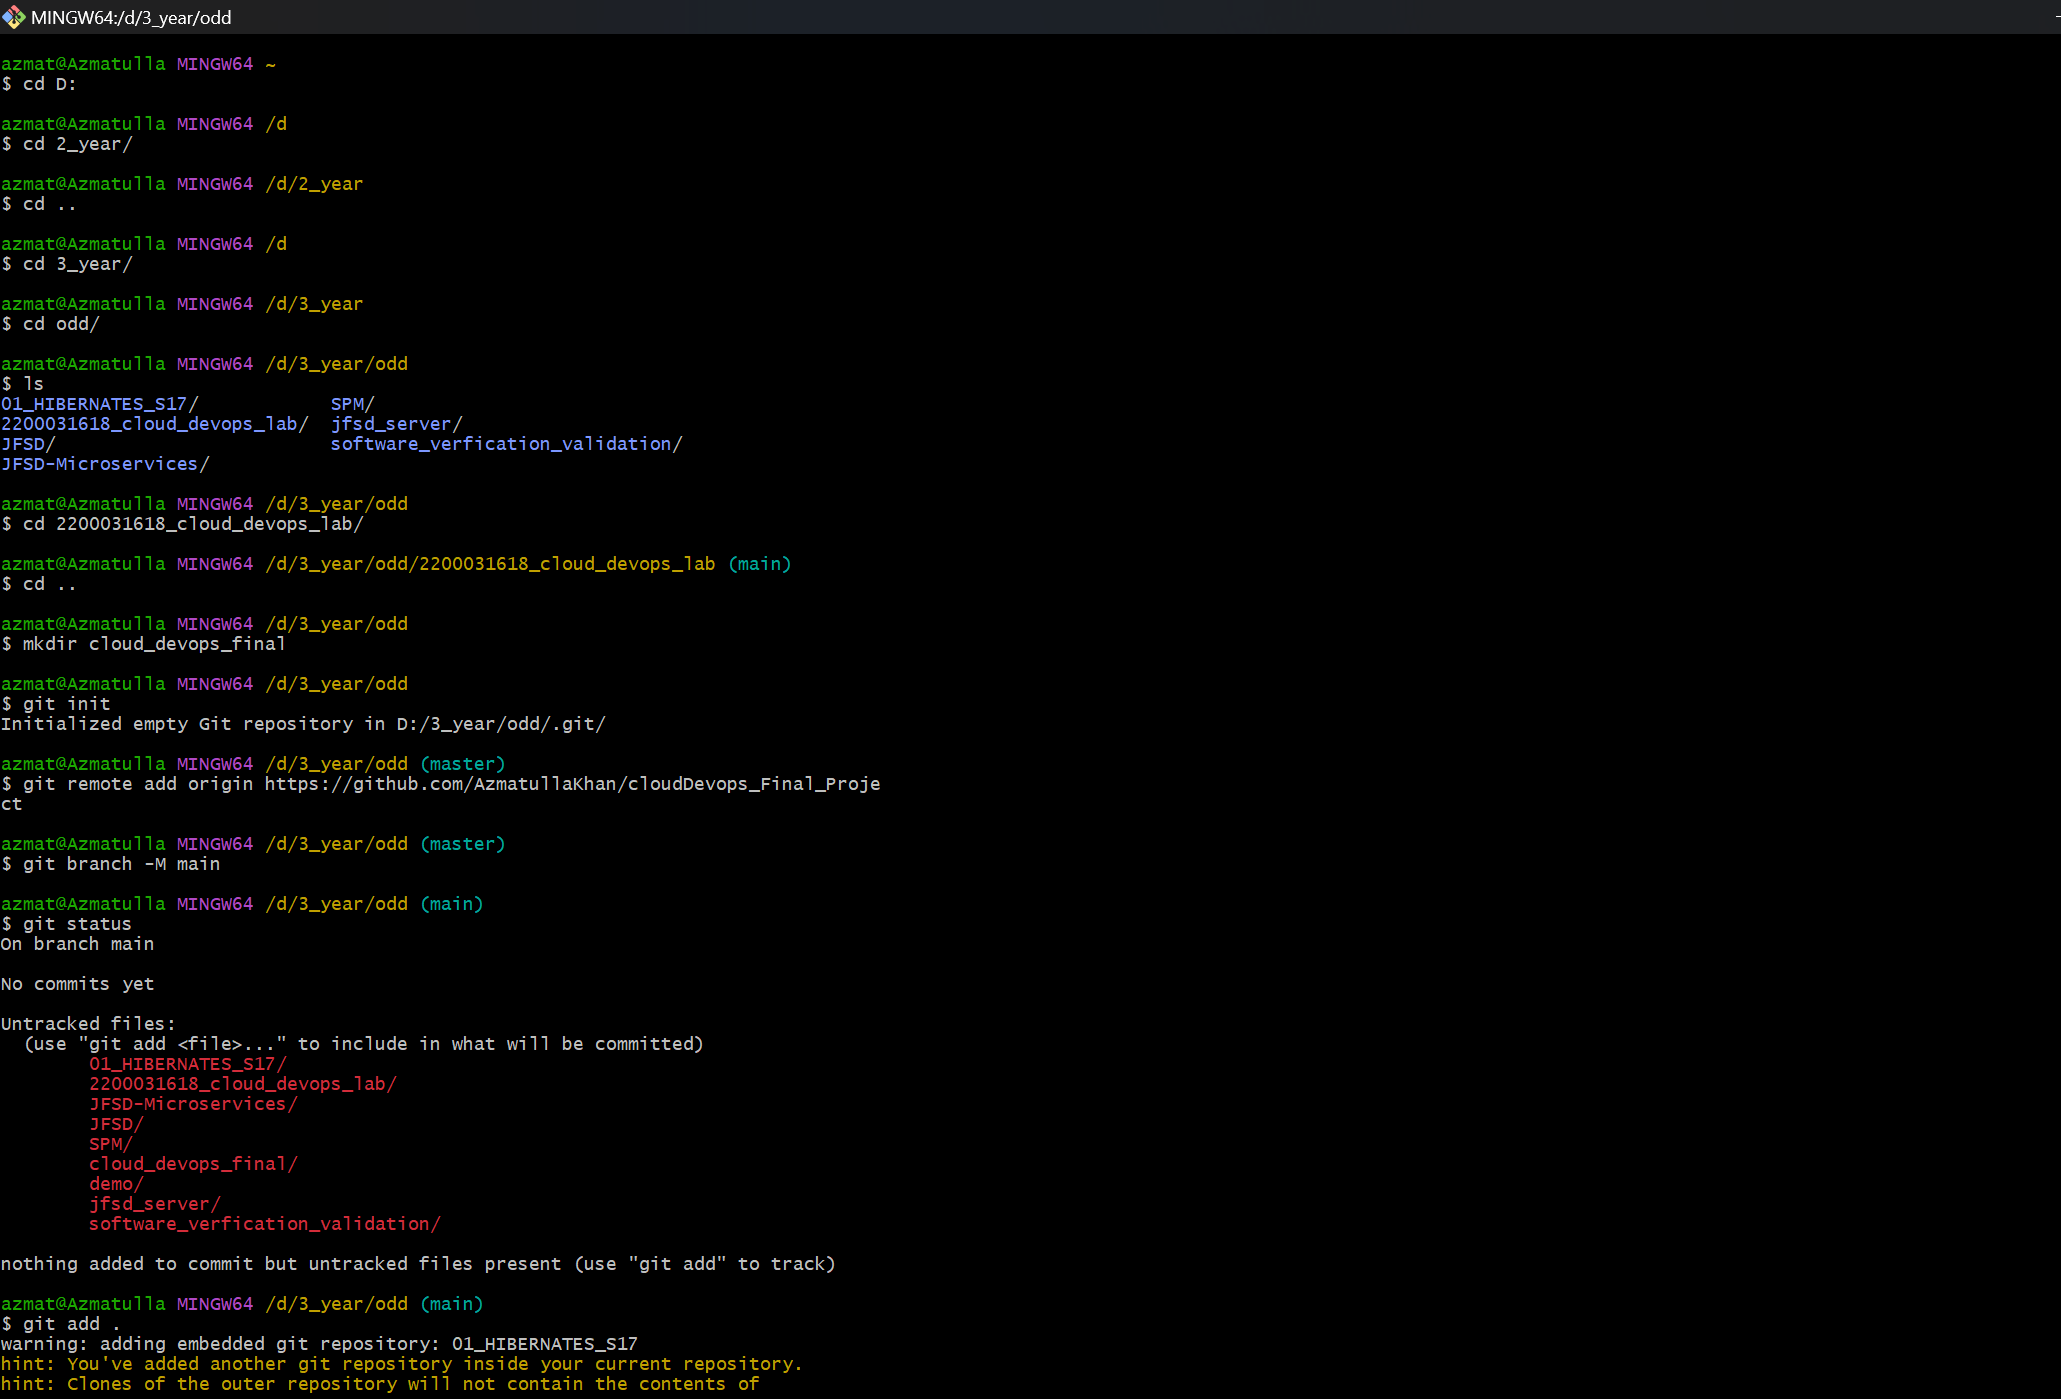 MINGW64:/d/3_year/odd
azmat@Azmatulla MINGW64 ~
$ cd D:
azmat@Azmatulla MINGW64 /d
$ cd 2_year/
azmat@Azmatulla MINGW64 /d/2_year
$ cd ..
azmat@Azmatulla MINGW64 /d
$ cd 3_year/
azmat@Azmatulla MINGW64 /d/3_year
$ cd odd/
azmat@Azmatulla MINGW64 /d/3_year/odd
$ ls
01_HIBERNATES_S17/            SPM/
2200031618_cloud_devops_lab/  jfsd_server/
JFSD/                         software_verfication_validation/
JFSD-Microservices/
azmat@Azmatulla MINGW64 /d/3_year/odd
$ cd 2200031618_cloud_devops_lab/
azmat@Azmatulla MINGW64 /d/3_year/odd/2200031618_cloud_devops_lab (main)
$ cd ..
azmat@Azmatulla MINGW64 /d/3_year/odd
$ mkdir cloud_devops_final
azmat@Azmatulla MINGW64 /d/3_year/odd
$ git init
Initialized empty Git repository in D:/3_year/odd/.git/
azmat@Azmatulla MINGW64 /d/3_year/odd (master)
$ git remote add origin https://github.com/AzmatullaKhan/cloudDevops_Final_Proje
ct
azmat@Azmatulla MINGW64 /d/3_year/odd (master)
$ git branch -M main
azmat@Azmatulla MINGW64 /d/3_year/odd (main)
$ git status
On branch main
No commits yet
Untracked files:
  (use "git add <file>..." to include in what will be committed)
        01_HIBERNATES_S17/
        2200031618_cloud_devops_lab/
        JFSD-Microservices/
        JFSD/
        SPM/
        cloud_devops_final/
        demo/
        jfsd_server/
        software_verfication_validation/
nothing added to commit but untracked files present (use "git add" to track)
azmat@Azmatulla MINGW64 /d/3_year/odd (main)
$ git add .
warning: adding embedded git repository: 01_HIBERNATES_S17
hint: You've added another git repository inside your current repository.
hint: Clones of the outer repository will not contain the contents of